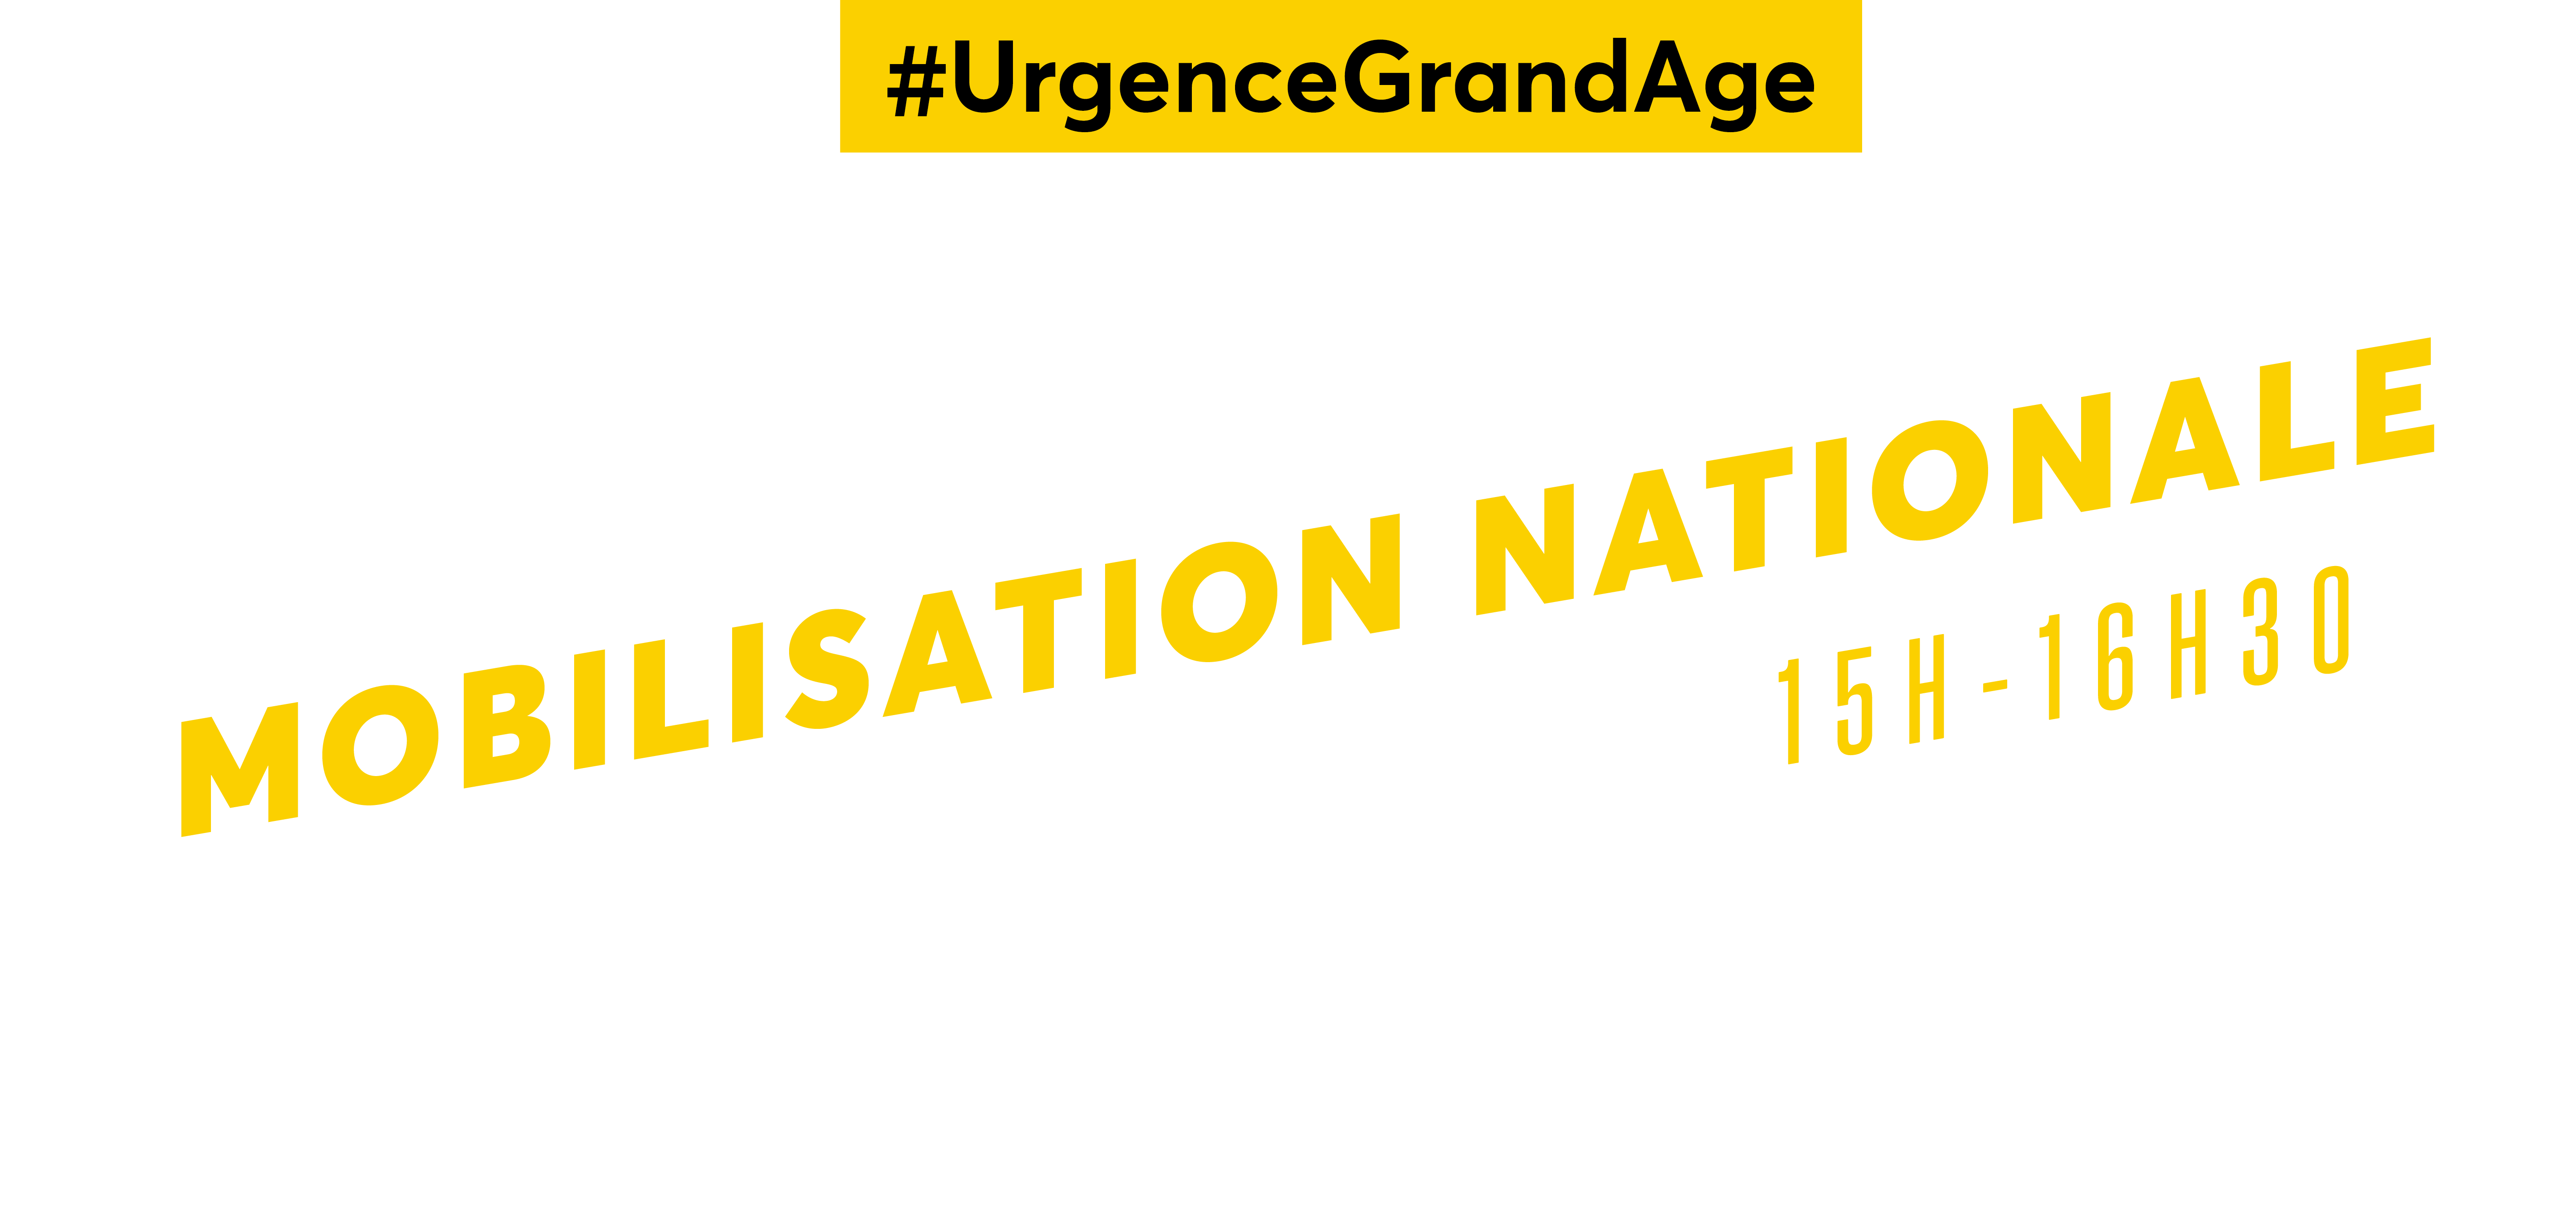 #UrgenceGrandAge
MOBILISATION NATIONALE
15H-16H30